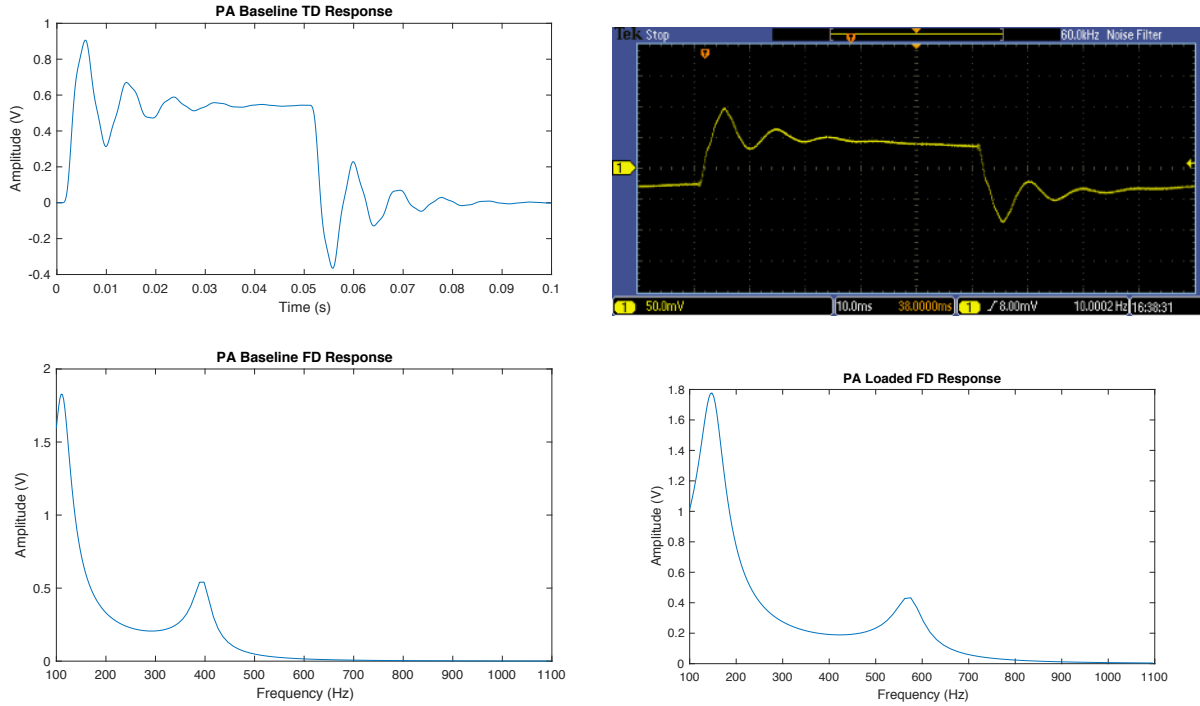 PA Baseline TD Response
1
0.8
0.6
0.4
0.2
0
-0.2
-0.4
Amplitude (V)
0 0.01 0.02 0.03 0.04 0.05 0.06 0.07 0.08 0.09 0.1
Time (s)
Tek Stop 60.0kHz Noise Filter
T
T
1
1 50.0mV 10.0ms 38.0000ms 1 8.00mV 10.0002 Hz 16:38:31
PA Baseline FD Response
2
1.5
1
0.5
0
Amplitude (V)
100 200 300 400 500 600 700 800 900 1000 1100
Frequency (Hz)
PA Loaded FD Response
1.8
1.6
1.4
1.2
1
0.8
0.6
0.4
0.2
0
Amplitude (V)
100 200 300 400 500 600 700 800 900 1000 1100
Frequency (Hz)